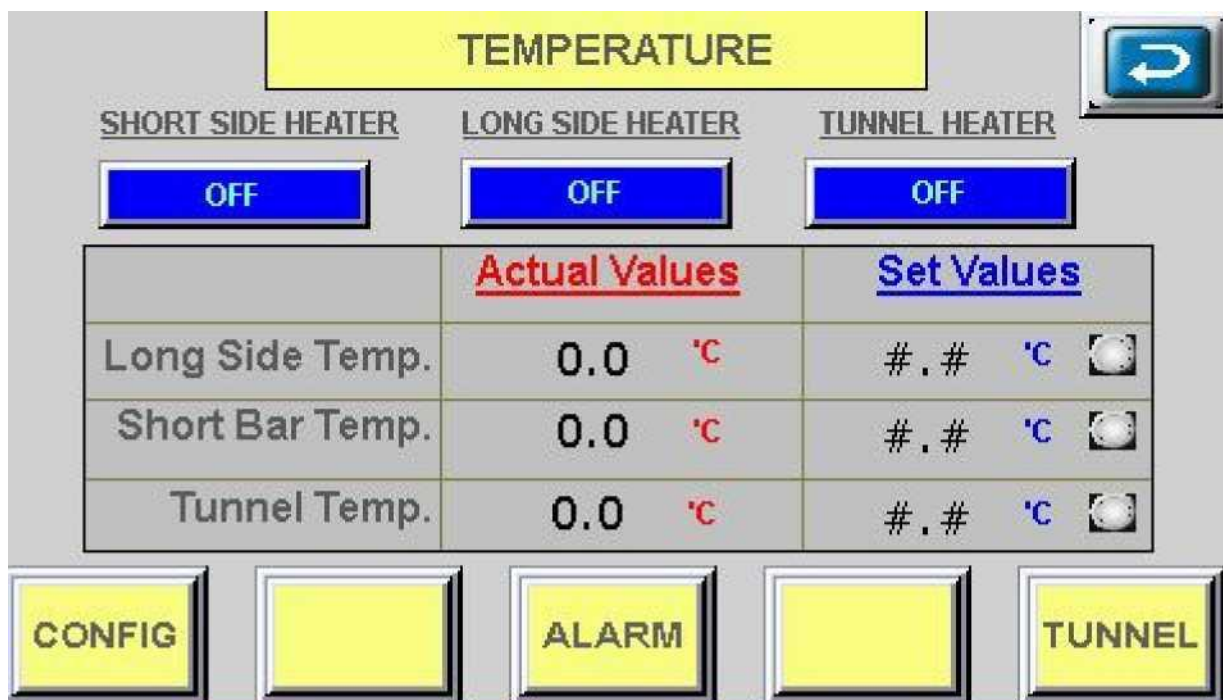 TEMPERATURE
SHORT SIDE HEATER LONG SIDE HEATER TUNNEL HEATER
OFF OFF OFF
Actual Values Set Values
Long Side Temp. 0.0 'C #.# 'C
Short Bar Temp. 0.0 'C #.# 'C
Tunnel Temp. 0.0 'C #.# 'C
CONFIG ALARM TUNNEL